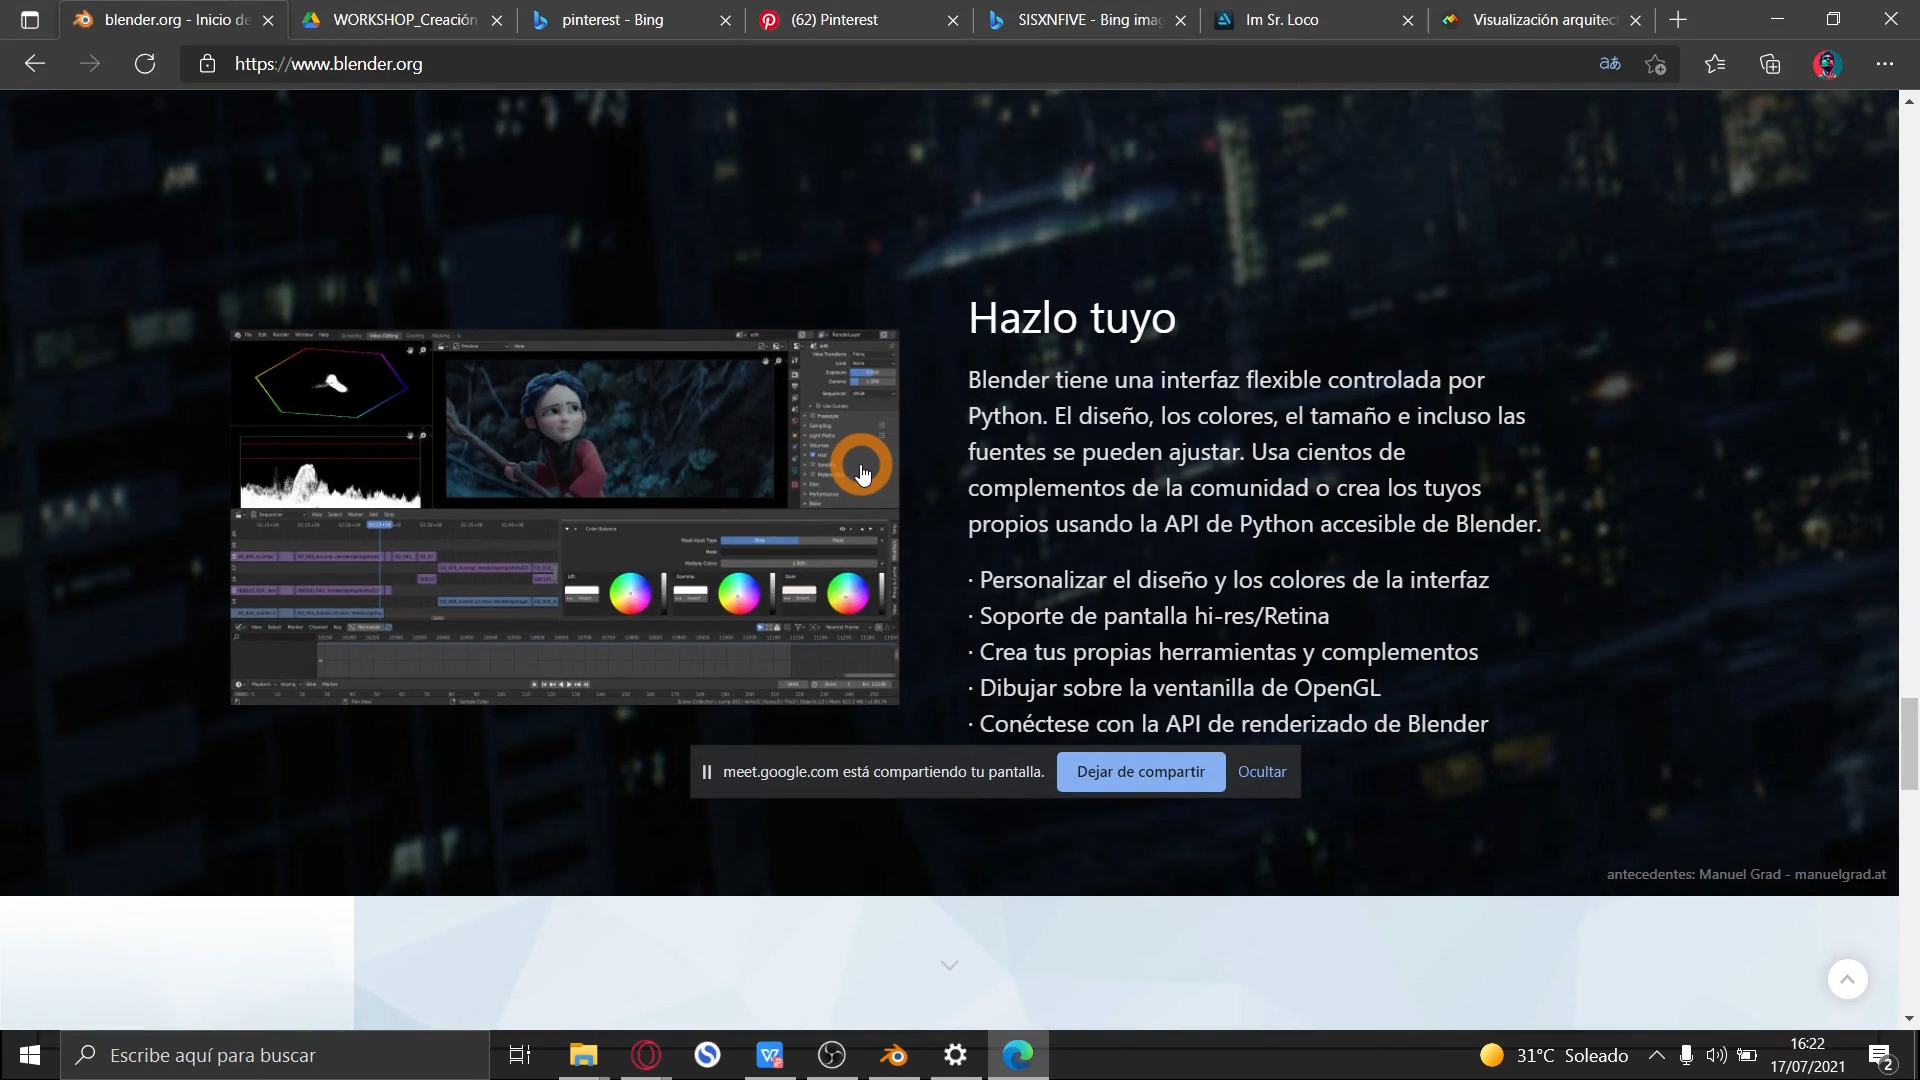 blender.org - Inicio de
WORKSHOP_Creación
pinterest - Bing
(62) Pinterest
SISXNFIVE - Bing imag
Im Sr. Loco
Visualización arquitec
https://www.blender.org
Hazlo tuyo
Blender tiene una interfaz flexible controlada por
Python. El diseño, los colores, el tamaño e incluso las
fuentes se pueden ajustar. Usa cientos de
complementos de la comunidad o crea los tuyos
propios usando la API de Python accesible de Blender.
· Personalizar el diseño y los colores de la interfaz
· Soporte de pantalla hi-res/Retina
· Crea tus propias herramientas y complementos
· Dibujar sobre la ventanilla de OpenGL
· Conéctese con la API de renderizado de Blender
meet.google.com está compartiendo tu pantalla.
Dejar de compartir
Ocultar
antecedentes: Manuel Grad - manuelgrad.at
Escribe aquí para buscar
31°C Soleado
16:22
17/07/2021
2